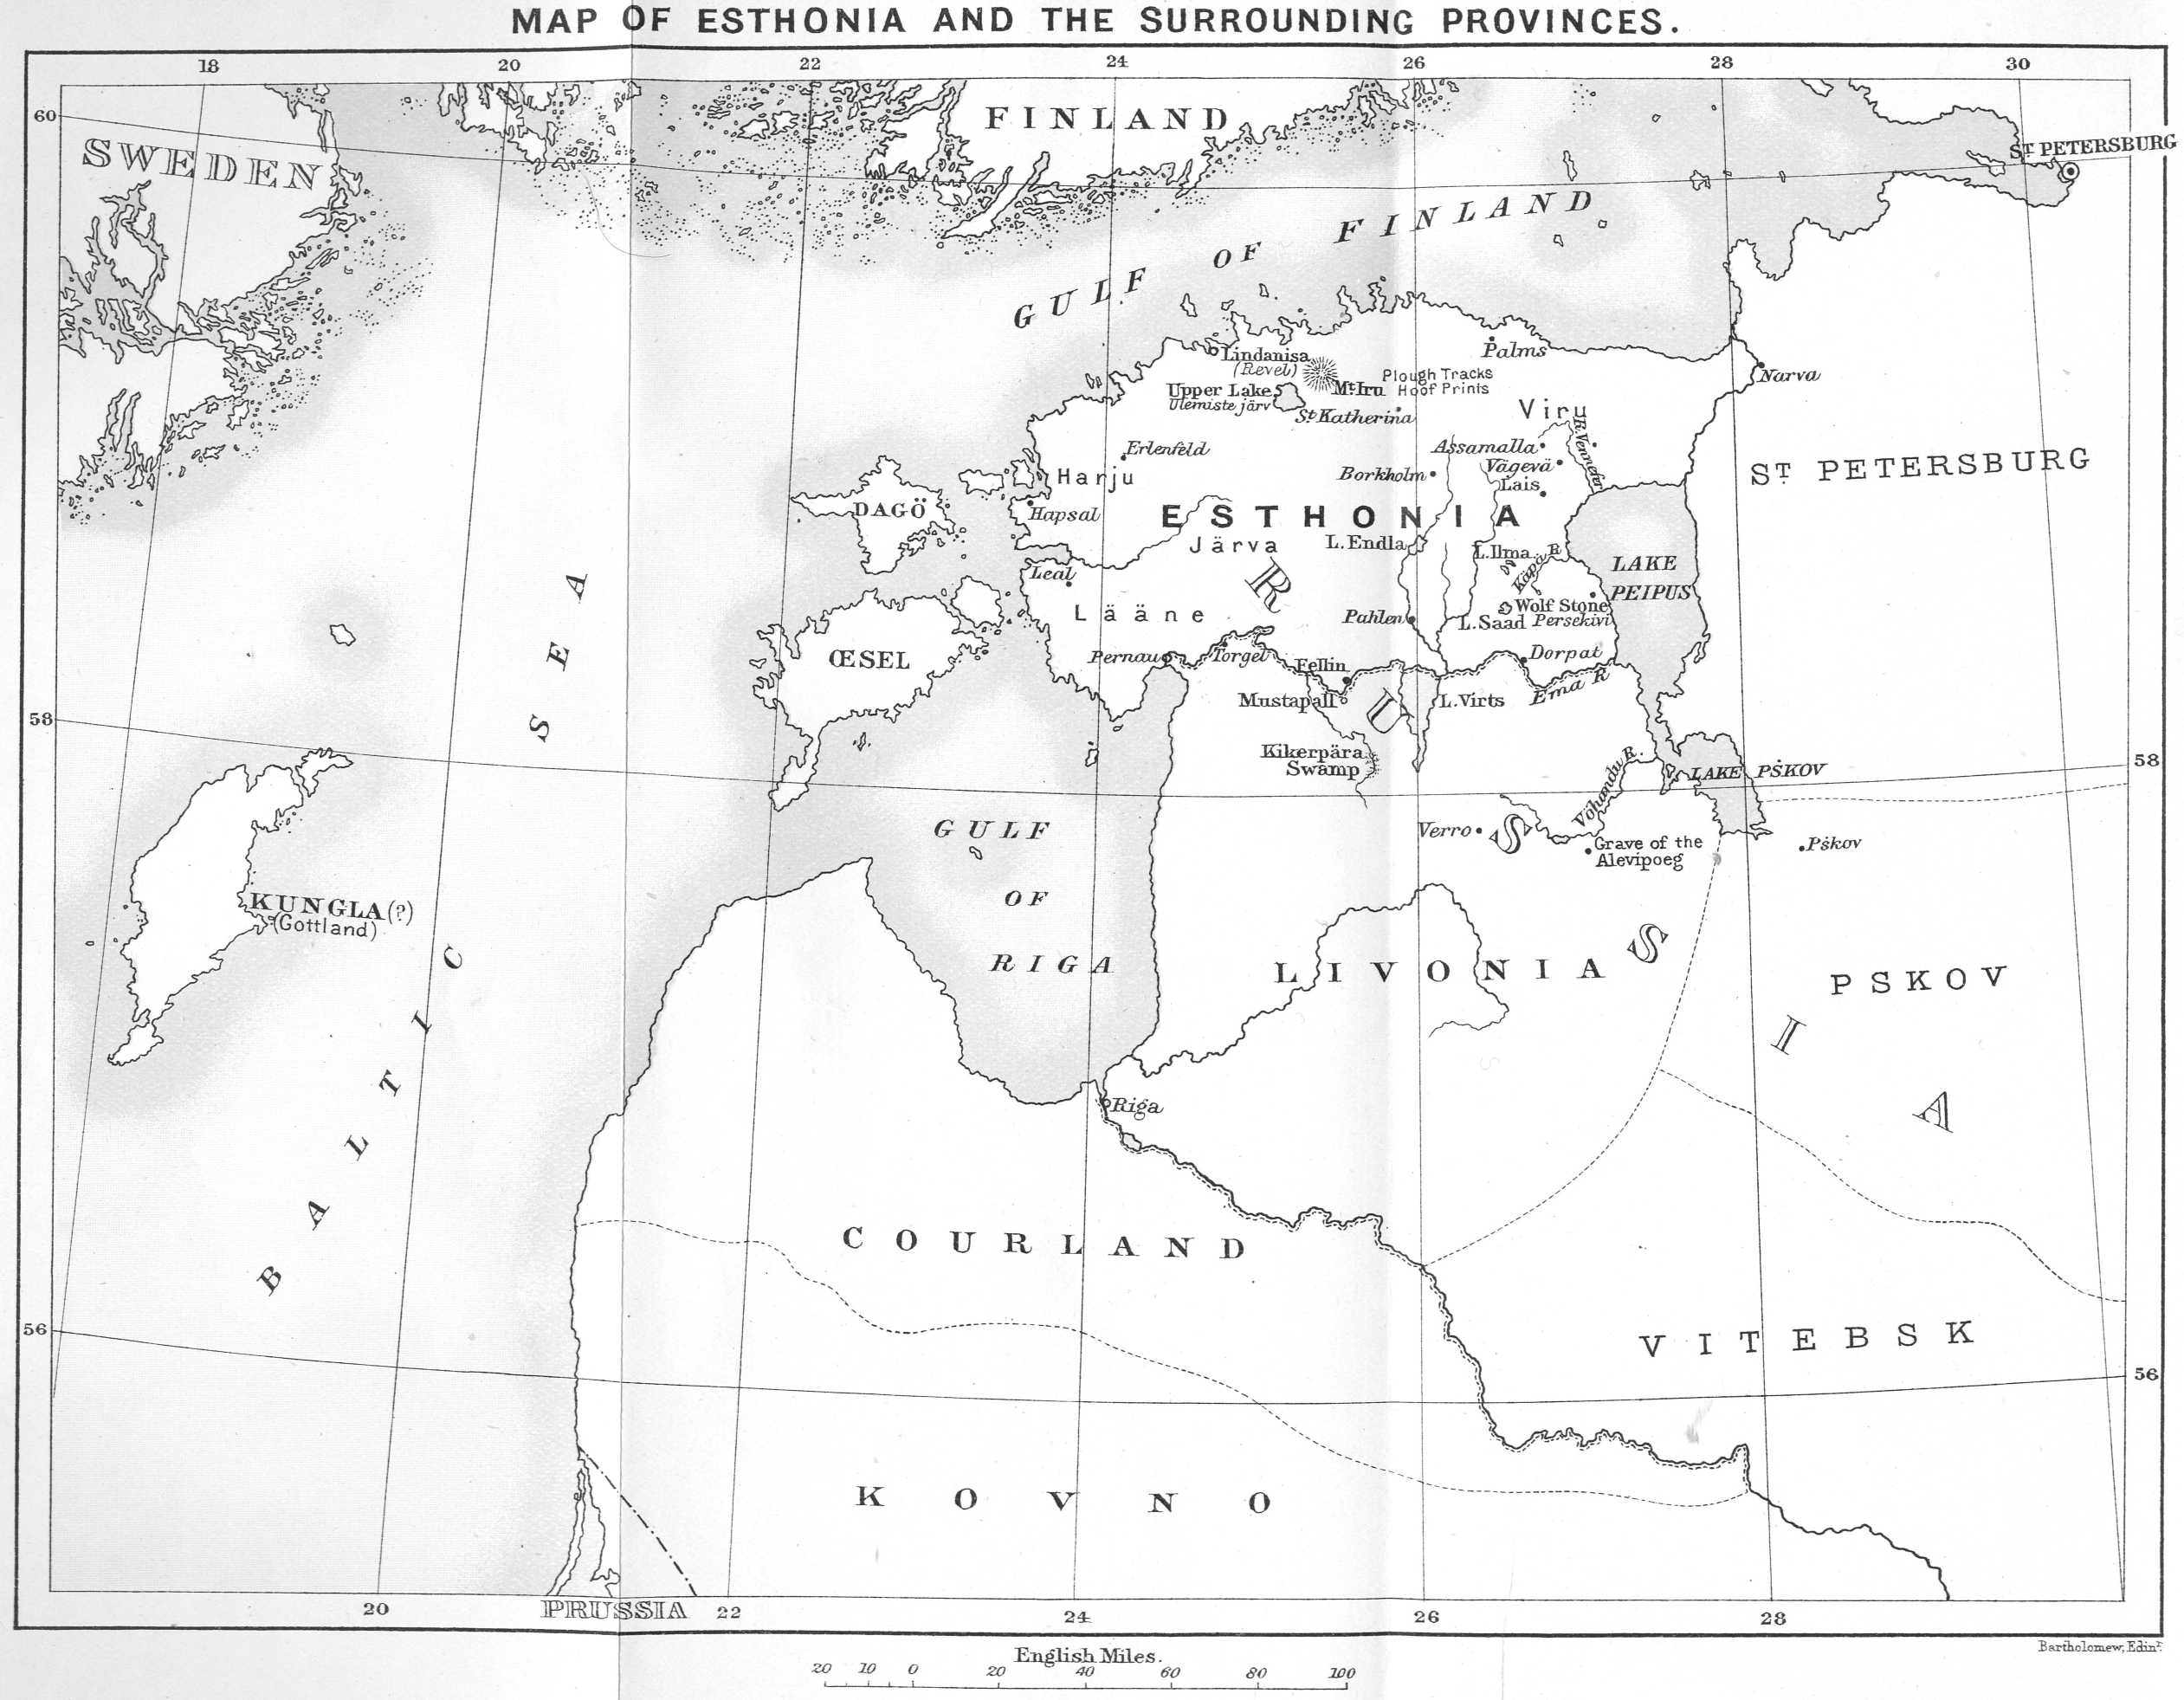 MAP OF ESTHONIA AND THE SURROUNDING PROVINCES.
18 20 22 24 26 28 30
60
SWEDEN
FINLAND
ST PETERSBURG
GULF OF FINLAND
Lindanisa
(Revel)
Palms
Upper Lake
Ülemiste järv
Mt Iru
Plough Tracks
Hoof Prints
St Katherina
Narva
Viru
R. Vennefer
Erlenfeld
Assamalla
Vägevä
Borkholm
Lais
Harju
ST PETERSBURG
DAGÖ
Hapsal
ESTHONIA
Järva
L. Endla
L. Ilma
Käpä R
LAKE
PEIPUS
Leal
Lääne
Pahlen
Wolf Stone
L. Saad
Persekivi
ŒSEL
Pernau
Torgel
Fellin
Dorpat
Mustapall
L. Virts
Ema R
58
Kikerpära
Swamp
Võhandu R.
LAKE PŠKOV
58
GULF
OF
RIGA
Verro
Grave of the
Alevipoeg
Pškov
KUNGLA (?)
(Gottland)
BALTIC SEA
LIVONIA
PSKOV
RUSSIA
Riga
COURLAND
VITEBSK
56
56
KOVNO
PRUSSIA
20 22 24 26 28
English Miles.
20 10 0 20 40 60 80 100
Bartholomew, Edinr.